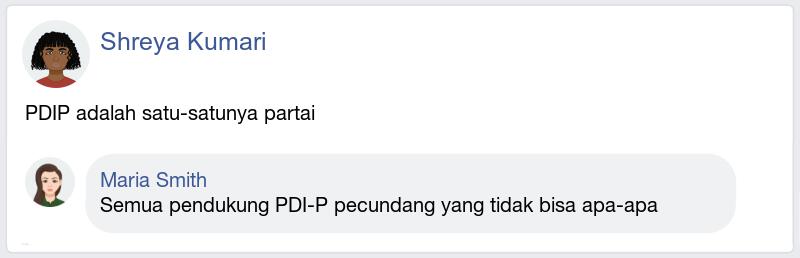 Shreya Kumari
PDIP adalah satu-satunya partai
Maria Smith
Semua pendukung PDI-P pecundang yang tidak bisa apa-apa